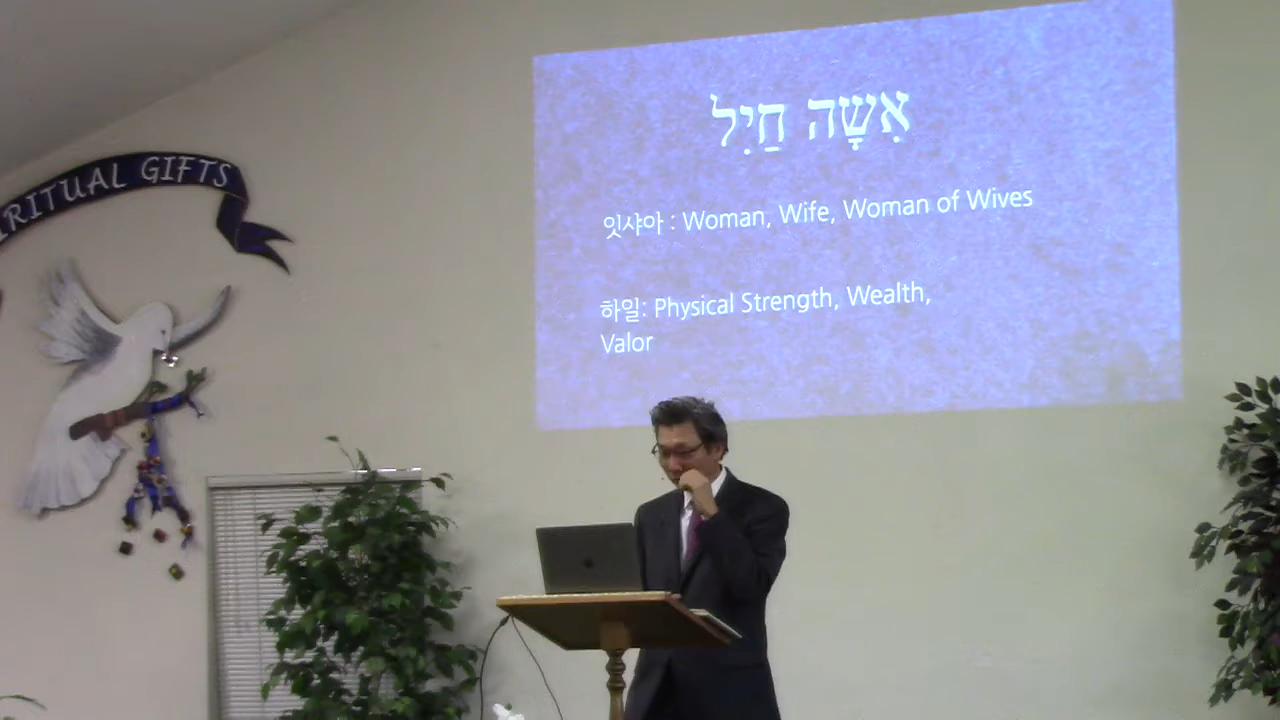 RITUAL GIFTS
אִשָּׁה חַיִל
잇샤아 : Woman, Wife, Woman of Wives
하일: Physical Strength, Wealth,
Valor